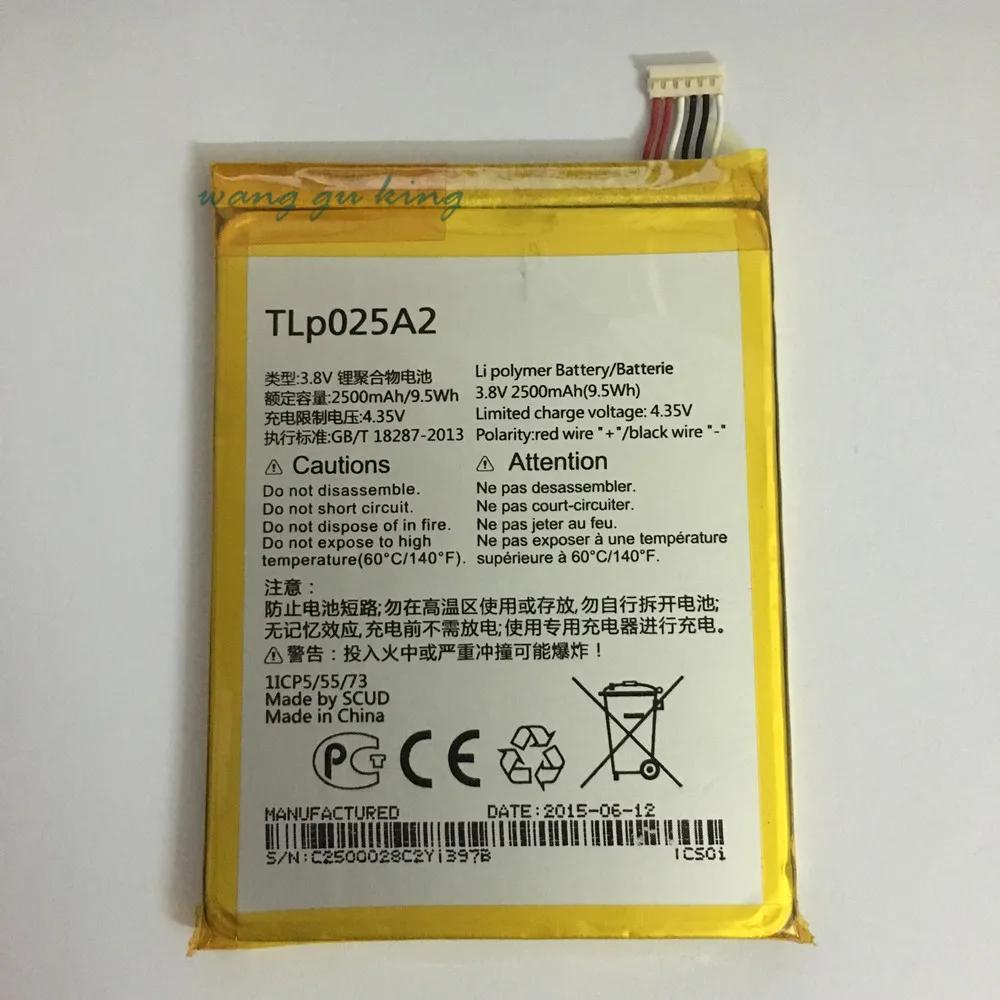 wang gu king
TLp025A2
类型:3.8V 锂聚合物电池
额定容量:2500mAh/9.5Wh
充电限制电压:4.35V
执行标准:GB/T 18287-2013
Li polymer Battery/Batterie
3.8V 2500mAh(9.5Wh)
Limited charge voltage: 4.35V
Polarity:red wire "+"/black wire "-"
⚠ Cautions
Do not disassemble.
Do not short circuit.
Do not dispose of in fire.
Do not expose to high
temperature(60°C/140°F).
⚠ Attention
Ne pas desassembler.
Ne pas court-circuiter.
Ne pas jeter au feu.
Ne pas exposer à une température
supérieure à 60°C/140°F.
注意:
防止电池短路;勿在高温区使用或存放,勿自行拆开电池;
无记忆效应,充电前不需放电;使用专用充电器进行充电。
⚠警告:投入火中或严重冲撞可能爆炸!
1ICP5/55/73
Made by SCUD
Made in China
PCT CE
MANUFACTURED DATE:2015-06-12
S/N:C2500028C2Yi397B ICSGi